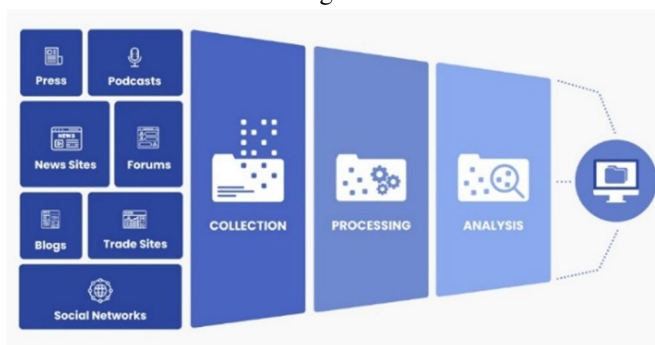 Press
Podcasts
NEWS
News Sites
Forums
Blogs
Trade Sites
Social Networks
COLLECTION
PROCESSING
ANALYSIS